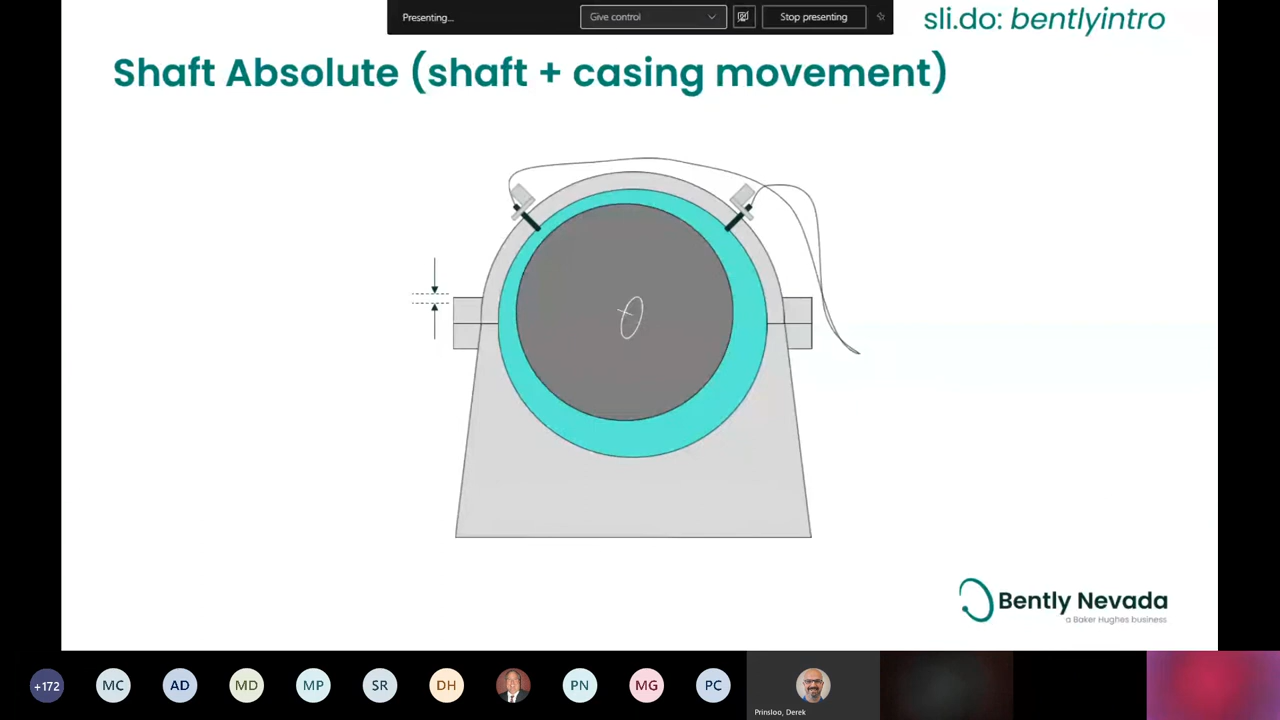 Presenting...
Give control
Stop presenting
sli.do: bentlyintro
Shaft Absolute (shaft + casing movement)
Bently Nevada
a Baker Hughes business
+172
MC
AD
MD
MP
SR
DH
PN
MG
PC
Prinsloo, Derek